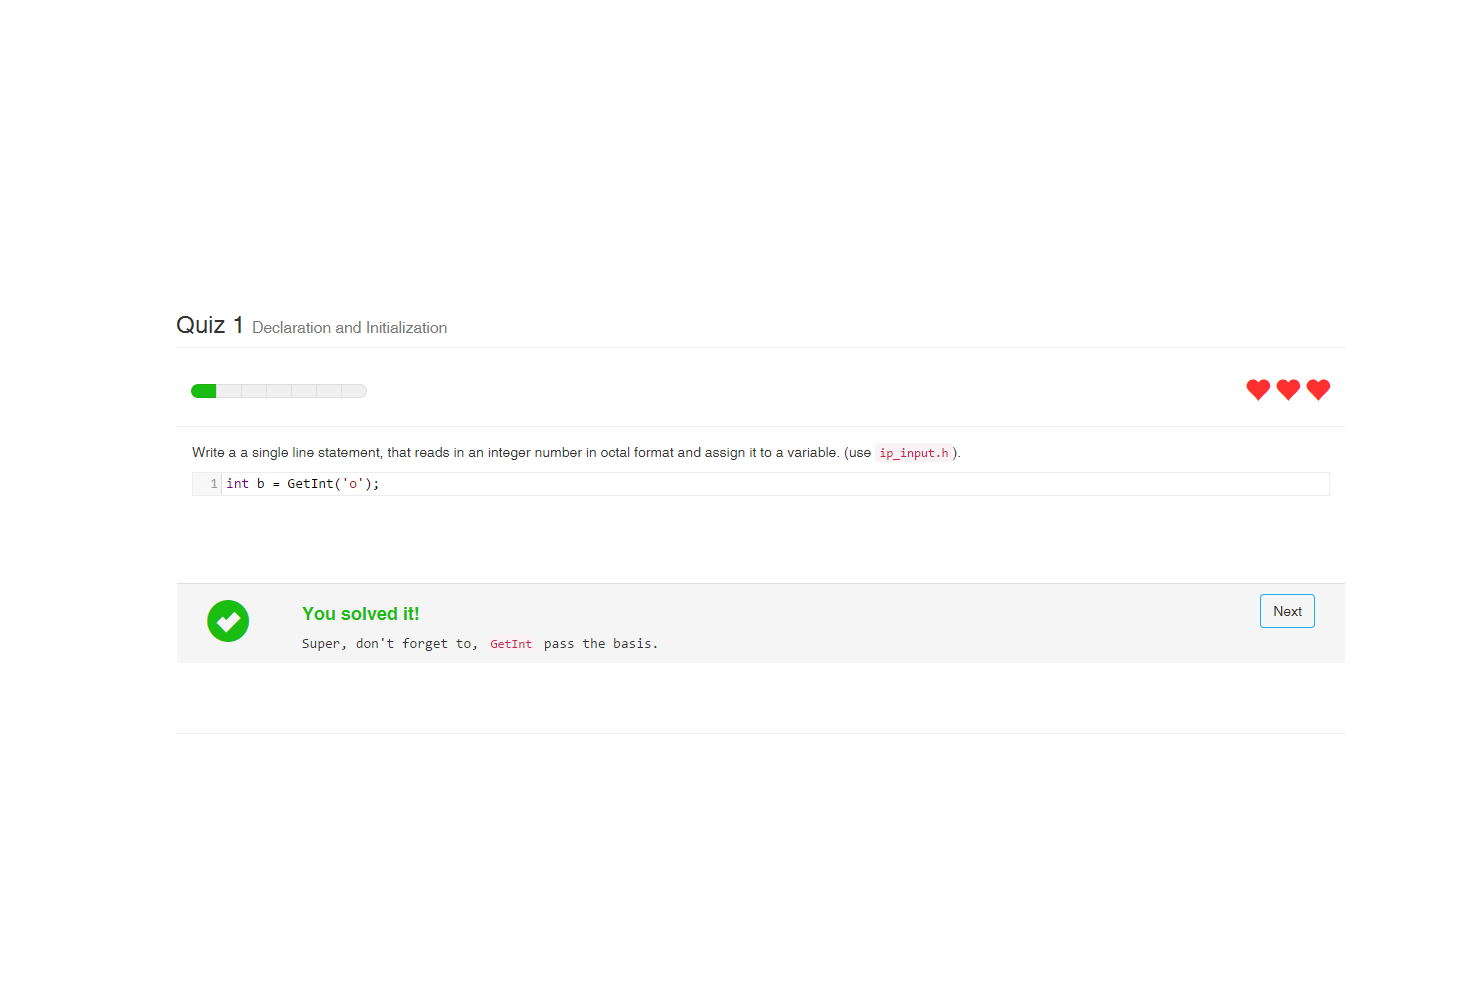 Quiz 1 Declaration and Initialization
Write a a single line statement, that reads in an integer number in octal format and assign it to a variable. (use ip_input.h ).
1 int b = GetInt('o');
You solved it!
Next
Super, don't forget to, GetInt pass the basis.